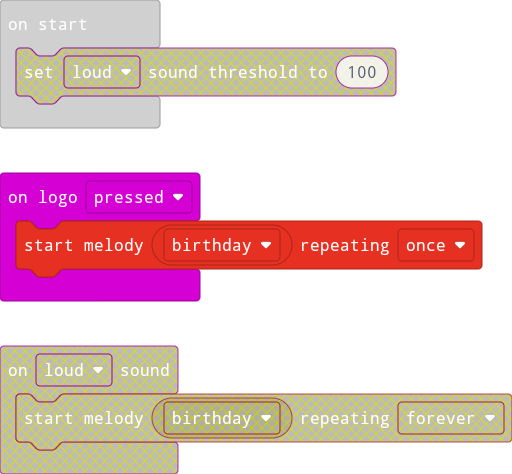 on start
set loud sound threshold to 100
on logo pressed
start melody birthday repeating once
on loud sound
start melody birthday repeating forever